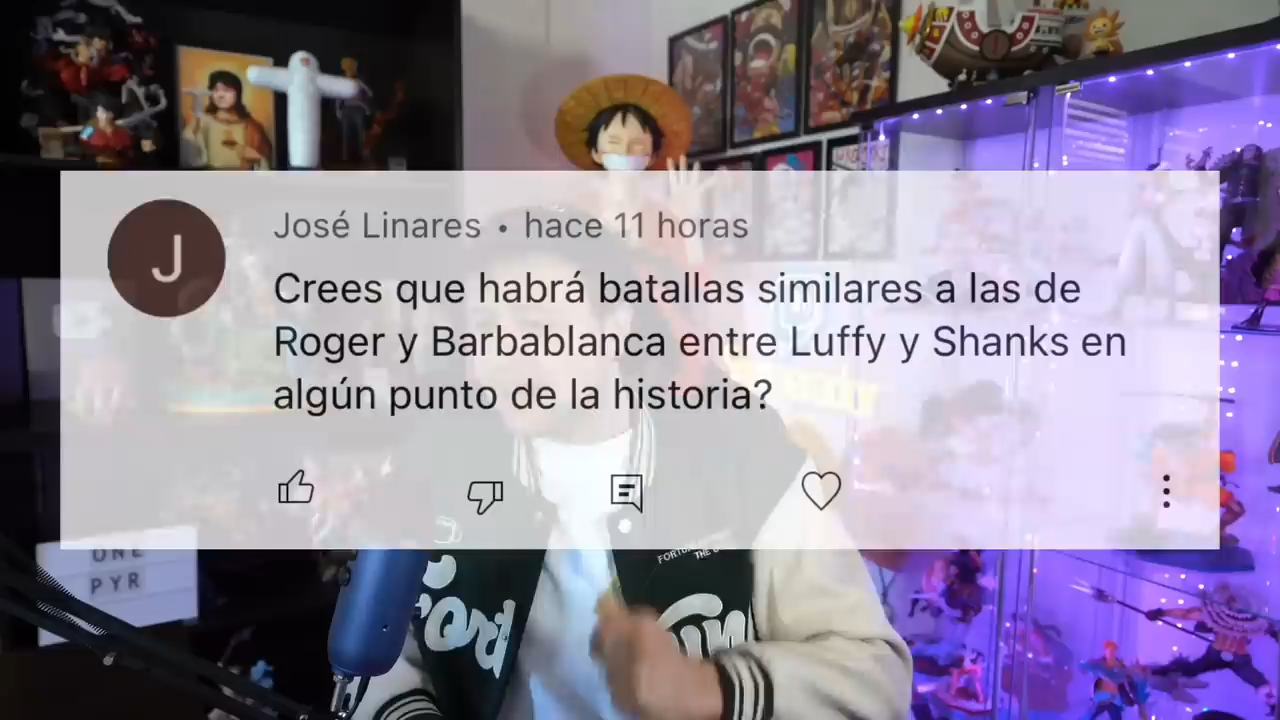 José Linares • hace 11 horas
J
Crees que habrá batallas similares a las de
Roger y Barbablanca entre Luffy y Shanks en
algún punto de la historia?
ONE
PYR